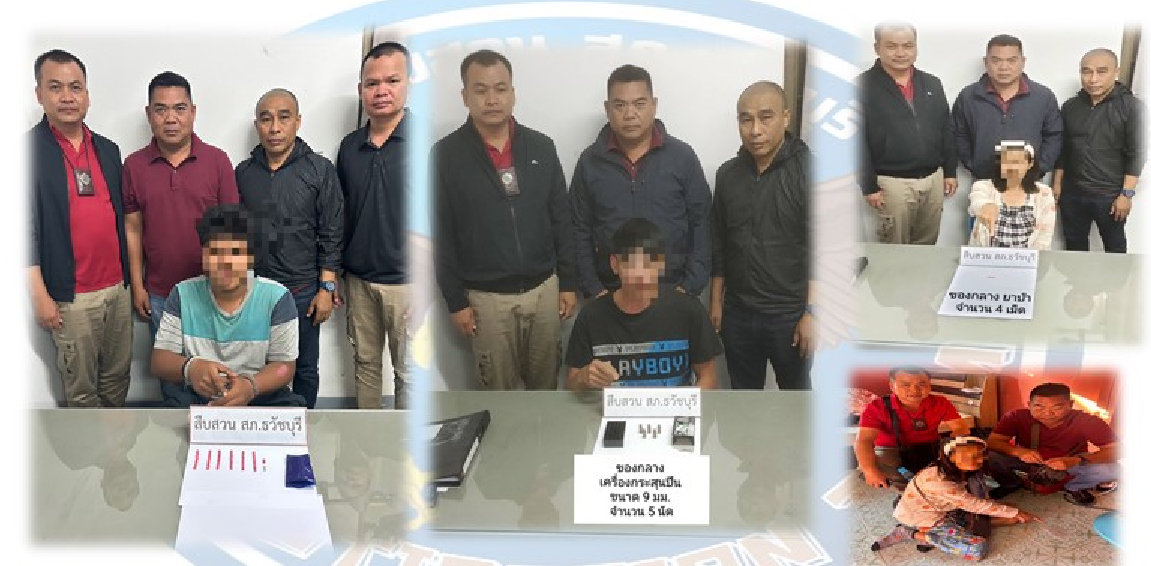 สืบสวน สภ.ธวัชบุรี
PLAYBOY
สืบสวน สภ.ธวัชบุรี
ของกลาง
เครื่องกระสุนปืน
ขนาด 9 มม.
จำนวน 5 นัด
สืบสวน สภ.ธวัชบุรี
ของกลาง ยาบ้า
จำนวน 4 เม็ด